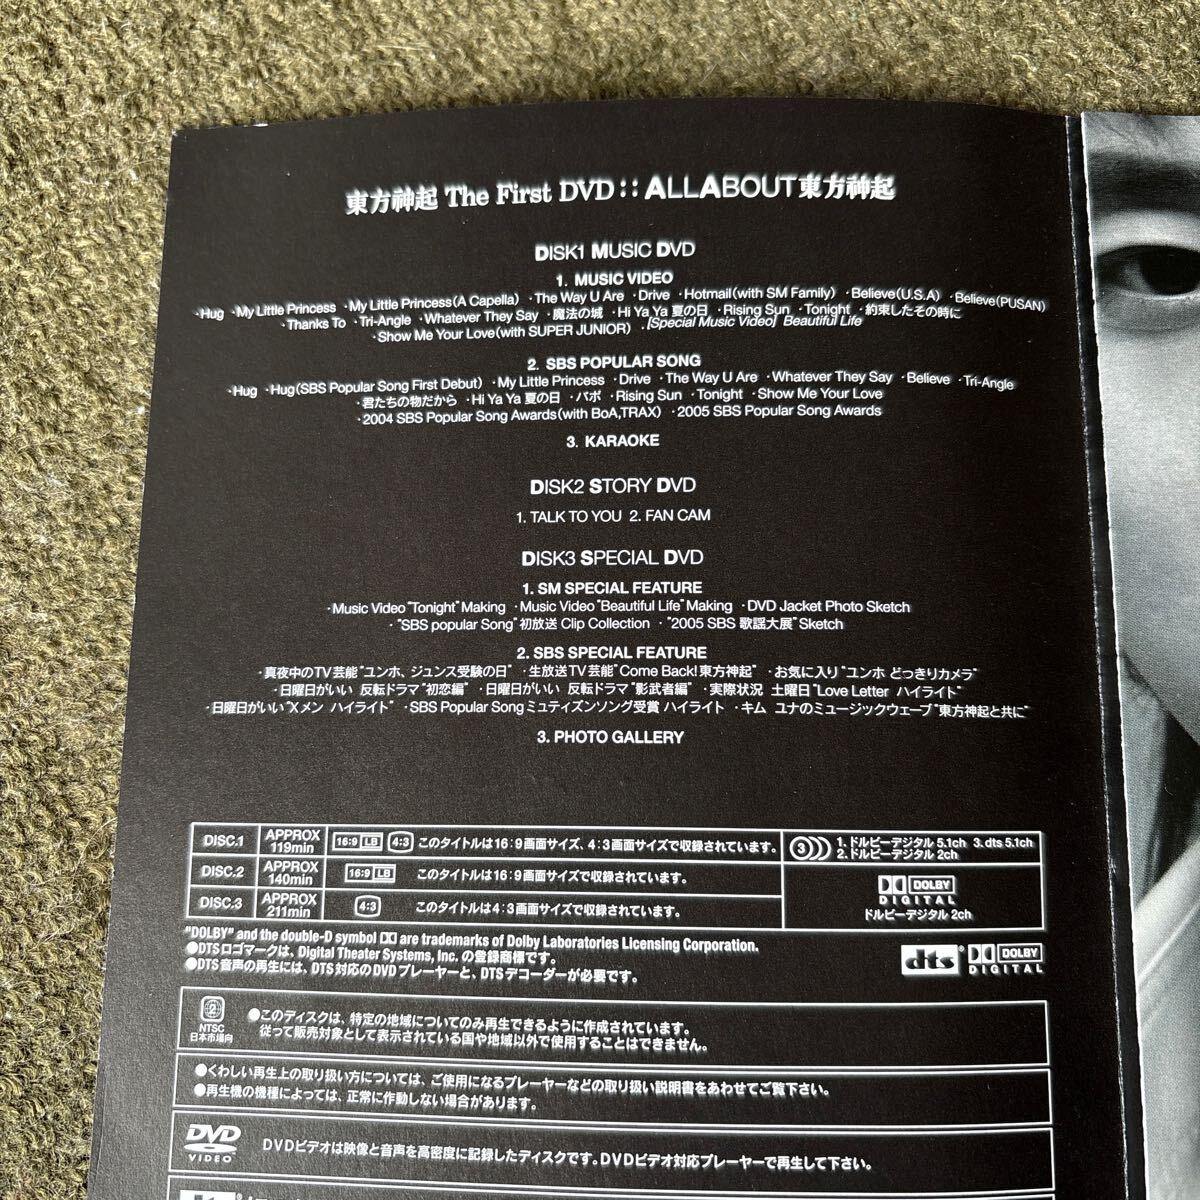 東方神起 The First DVD :: ALLABOUT東方神起
DISK1 MUSIC DVD
1. MUSIC VIDEO
·Hug ·My Little Princess ·My Little Princess(A Capella) ·The Way U Are ·Drive ·Hotmail(with SM Family) ·Believe(U.S.A) ·Believe(PUSAN)
·Thanks To ·Tri-Angle ·Whatever They Say ·魔法の城 ·Hi Ya Ya 夏の日 ·Rising Sun ·Tonight ·約束したその時に
·Show Me Your Love(with SUPER JUNIOR) ·[Special Music Video] Beautiful Life
2. SBS POPULAR SONG
·Hug ·Hug(SBS Popular Song First Debut) ·My Little Princess ·Drive ·The Way U Are ·Whatever They Say ·Believe ·Tri-Angle
·君たちの物だから ·Hi Ya Ya 夏の日 ·バボ ·Rising Sun ·Tonight ·Show Me Your Love
·2004 SBS Popular Song Awards(with BoA,TRAX) ·2005 SBS Popular Song Awards
3. KARAOKE
DISK2 STORY DVD
1. TALK TO YOU 2. FAN CAM
DISK3 SPECIAL DVD
1. SM SPECIAL FEATURE
·Music Video "Tonight" Making ·Music Video "Beautiful Life" Making ·DVD Jacket Photo Sketch
·"SBS popular Song" 初放送 Clip Collection ·"2005 SBS 歌謡大展" Sketch
2. SBS SPECIAL FEATURE
·真夜中のTV芸能 "ユンホ、ジュンス受験の日" ·生放送TV芸能 "Come Back! 東方神起" ·お気に入り "ユンホ どっきりカメラ"
·日曜日がいい 反転ドラマ "初恋編" ·日曜日がいい 反転ドラマ "影武者編" ·実際状況 土曜日 "Love Letter ハイライト"
·日曜日がいい "Xメン ハイライト" ·SBS Popular Song ミュティズンソング受賞 ハイライト ·キム ユナのミュージックウェーブ "東方神起と共に"
3. PHOTO GALLERY
DISC.1 APPROX 119min 16:9 LB 4:3 このタイトルは16:9画面サイズ、4:3画面サイズで収録されています。 3 1. ドルビーデジタル 5.1ch 3. dts 5.1ch
2. ドルビーデジタル 2ch
DISC.2 APPROX 140min 16:9 LB このタイトルは16:9画面サイズで収録されています。
DISC.3 APPROX 211min 4:3 このタイトルは4:3画面サイズで収録されています。
DOLBY
DIGITAL
ドルビーデジタル 2ch
"DOLBY" and the double-D symbol are trademarks of Dolby Laboratories Licensing Corporation.
●DTSロゴマークは、Digital Theater Systems, Inc. の登録商標です。
●DTS音声の再生には、DTS対応のDVDプレーヤーと、DTSデコーダーが必要です。
dts DOLBY
DIGITAL
2
NTSC
日本市場向
●このディスクは、特定の地域についてのみ再生できるように作成されています。
従って販売対象として表示されている国や地域以外で使用することはできません。
●くわしい再生上の取り扱い方については、ご使用になるプレーヤーなどの取り扱い説明書をあわせてご覧下さい。
●再生機の機種によっては、正常に作動しない場合があります。
DVD
VIDEO
DVDビデオは映像と音声を高密度に記録したディスクです。DVDビデオ対応プレーヤーで再生して下さい。